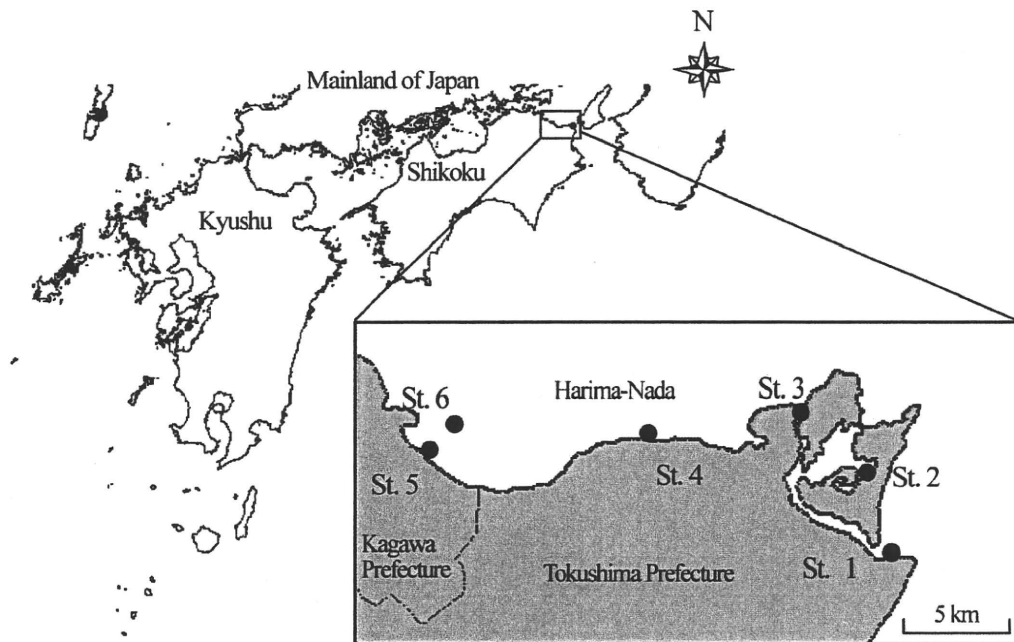 N
Mainland of Japan
Shikoku
Kyushu
St. 6
Harima-Nada
St. 3
St. 5
St. 4
St. 2
Kagawa
Prefecture
Tokushima Prefecture
St. 1
5 km